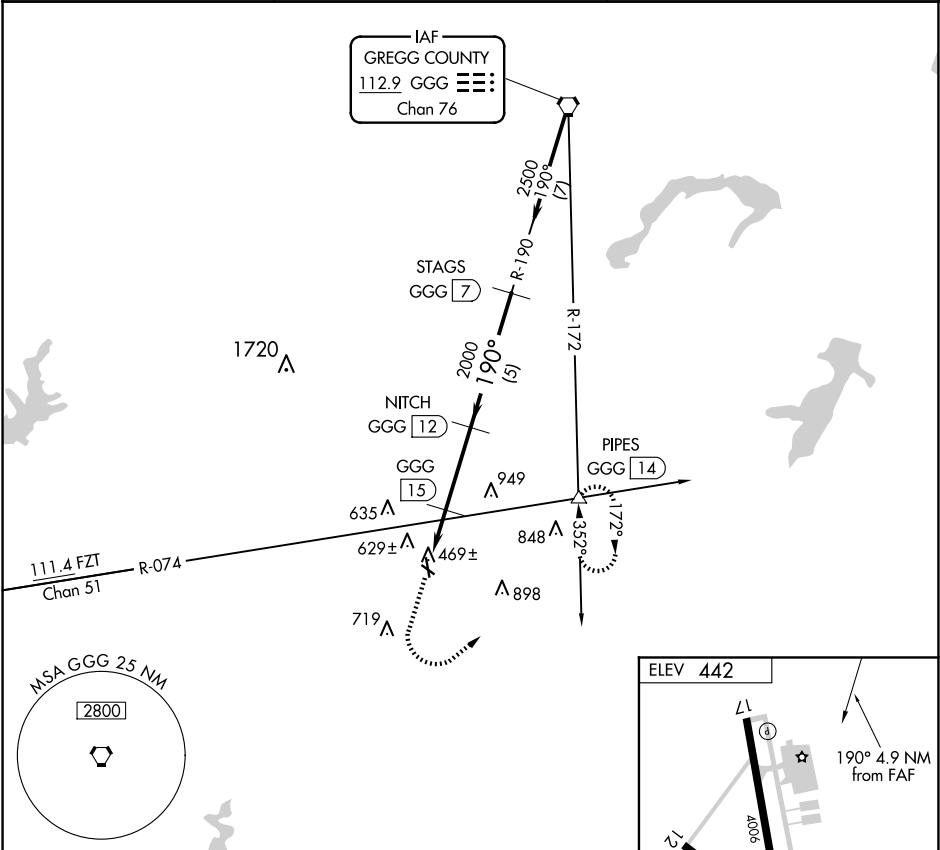 IAF
GREGG COUNTY
112.9 GGG
Chan 76
2500
190°
(7)
R-190
STAGS
GGG 7
R-172
1720
2000
190°
(5)
NITCH
GGG 12
PIPES
GGG 14
GGG
15
949
635
629±
469±
848
352°
172°
111.4 FZT
Chan 51
R-074
898
719
MSA GGG 25 NM
2800
ELEV 442
17
P
190° 4.9 NM
from FAF
4006
12